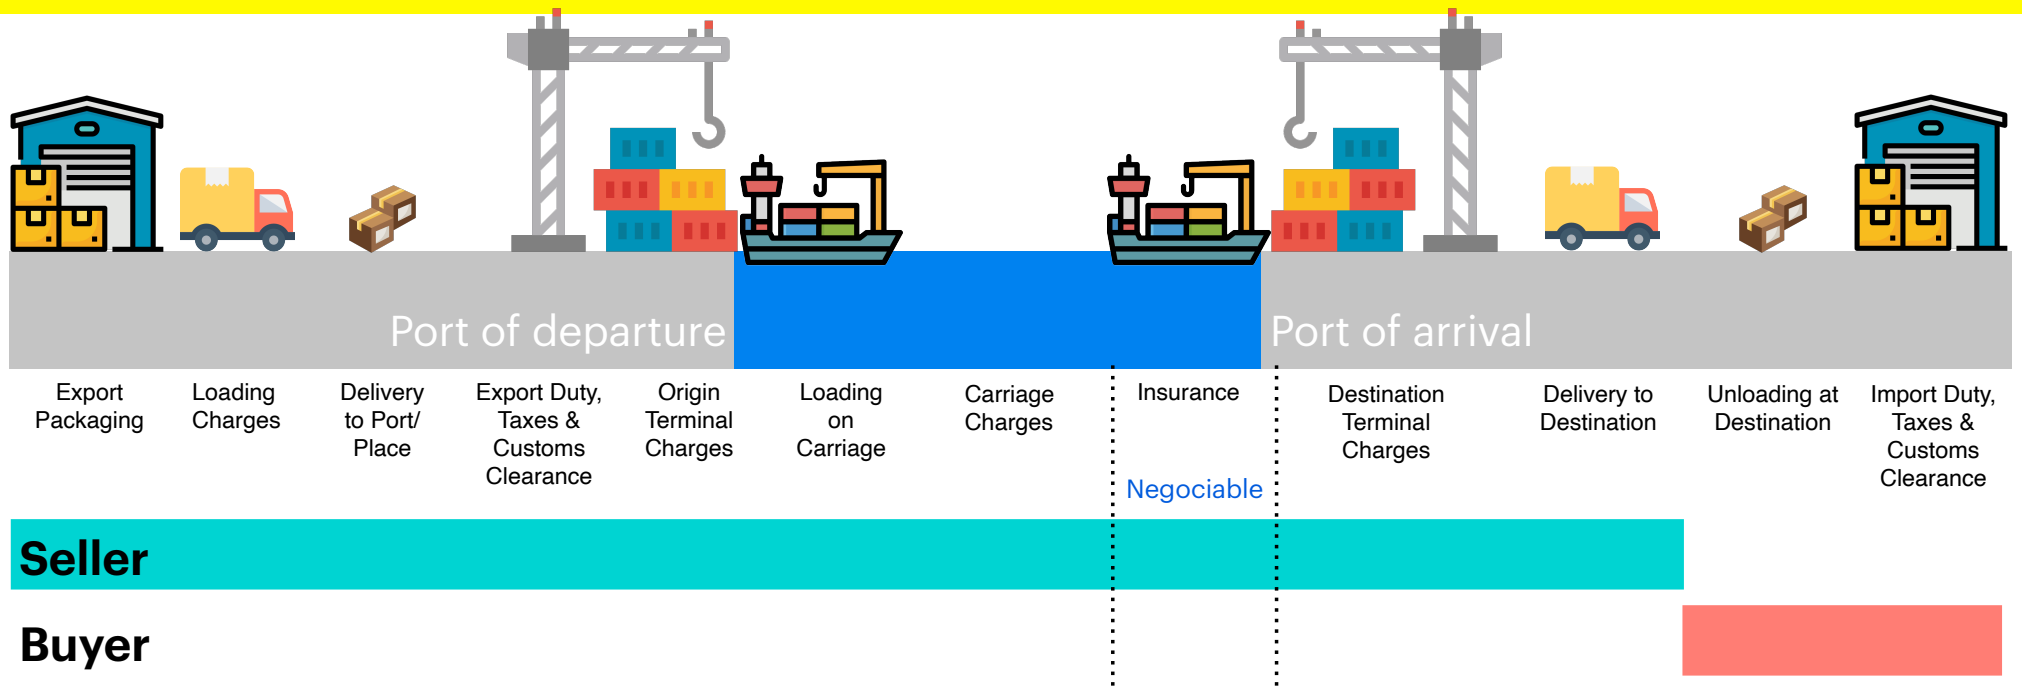 Port of departure
Port of arrival
Export
Packaging
Loading
Charges
Delivery
to Port/
Place
Export Duty,
Taxes &
Customs
Clearance
Origin
Terminal
Charges
Loading
on
Carriage
Carriage
Charges
Insurance
Negociable
Destination
Terminal
Charges
Delivery to
Destination
Unloading at
Destination
Import Duty,
Taxes &
Customs
Clearance
Seller
Buyer